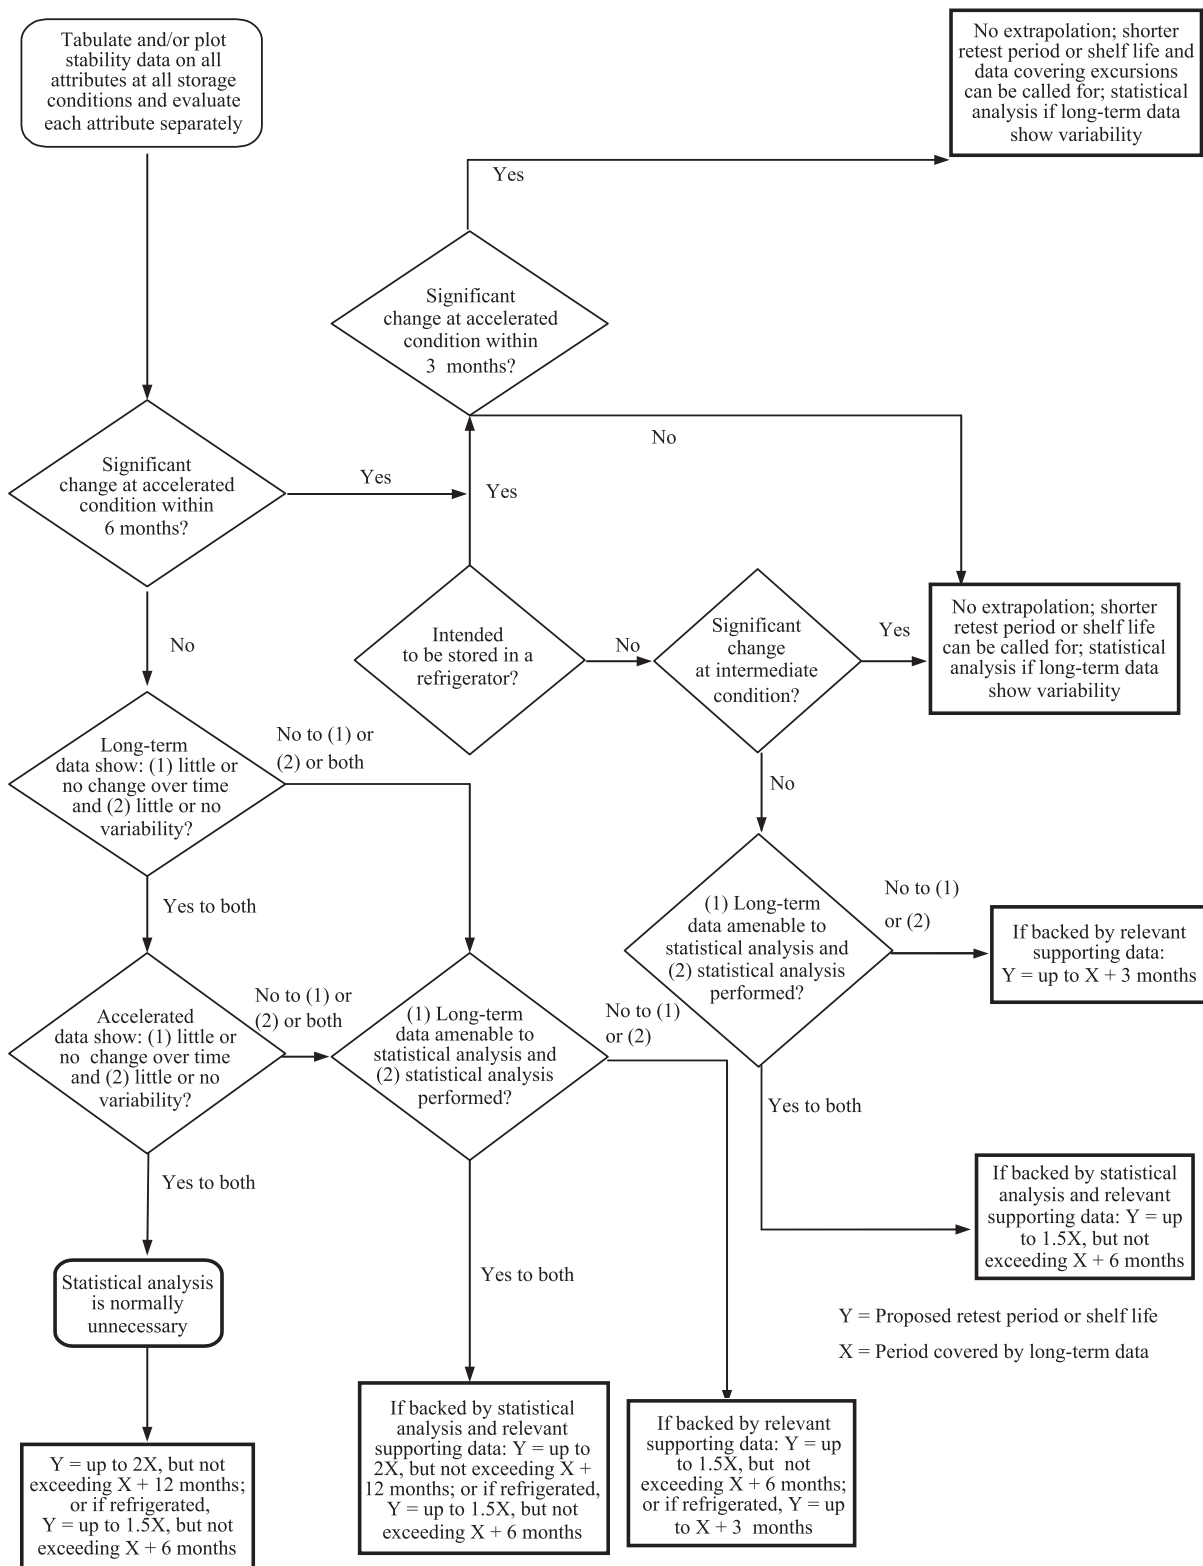 Tabulate and/or plot
stability data on all
attributes at all storage
conditions and evaluate
each attribute separately
No extrapolation; shorter
retest period or shelf life and
data covering excursions
can be called for; statistical
analysis if long-term data
show variability
Yes
Significant
change at accelerated
condition within
3 months?
No
Significant
change at accelerated
condition within
6 months?
Yes
Yes
No
Intended
to be stored in a
refrigerator?
No
Significant
change
at intermediate
condition?
Yes
No extrapolation; shorter
retest period or shelf life
can be called for; statistical
analysis if long-term data
show variability
Long-term
data show: (1) little or
no change over time
and (2) little or no
variability?
No to (1) or
(2) or both
No
Yes to both
(1) Long-term
data amenable to
statistical analysis and
(2) statistical analysis
performed?
No to (1)
or (2)
If backed by relevant
supporting data:
Y = up to X + 3 months
Accelerated
data show: (1) little or
no change over time
and (2) little or no
variability?
No to (1) or
(2) or both
(1) Long-term
data amenable to
statistical analysis and
(2) statistical analysis
performed?
No to (1)
or (2)
Yes to both
Yes to both
If backed by statistical
analysis and relevant
supporting data: Y = up
to 1.5X, but not
exceeding X + 6 months
Statistical analysis
is normally
unnecessary
Yes to both
Y = Proposed retest period or shelf life
X = Period covered by long-term data
Y = up to 2X, but not
exceeding X + 12 months;
or if refrigerated,
Y = up to 1.5X, but not
exceeding X + 6 months
If backed by statistical
analysis and relevant
supporting data: Y = up to
2X, but not exceeding X +
12 months; or if refrigerated,
Y = up to 1.5X, but not
exceeding X + 6 months
If backed by relevant
supporting data: Y = up
to 1.5X, but not
exceeding X + 6 months;
or if refrigerated, Y = up
to X + 3 months